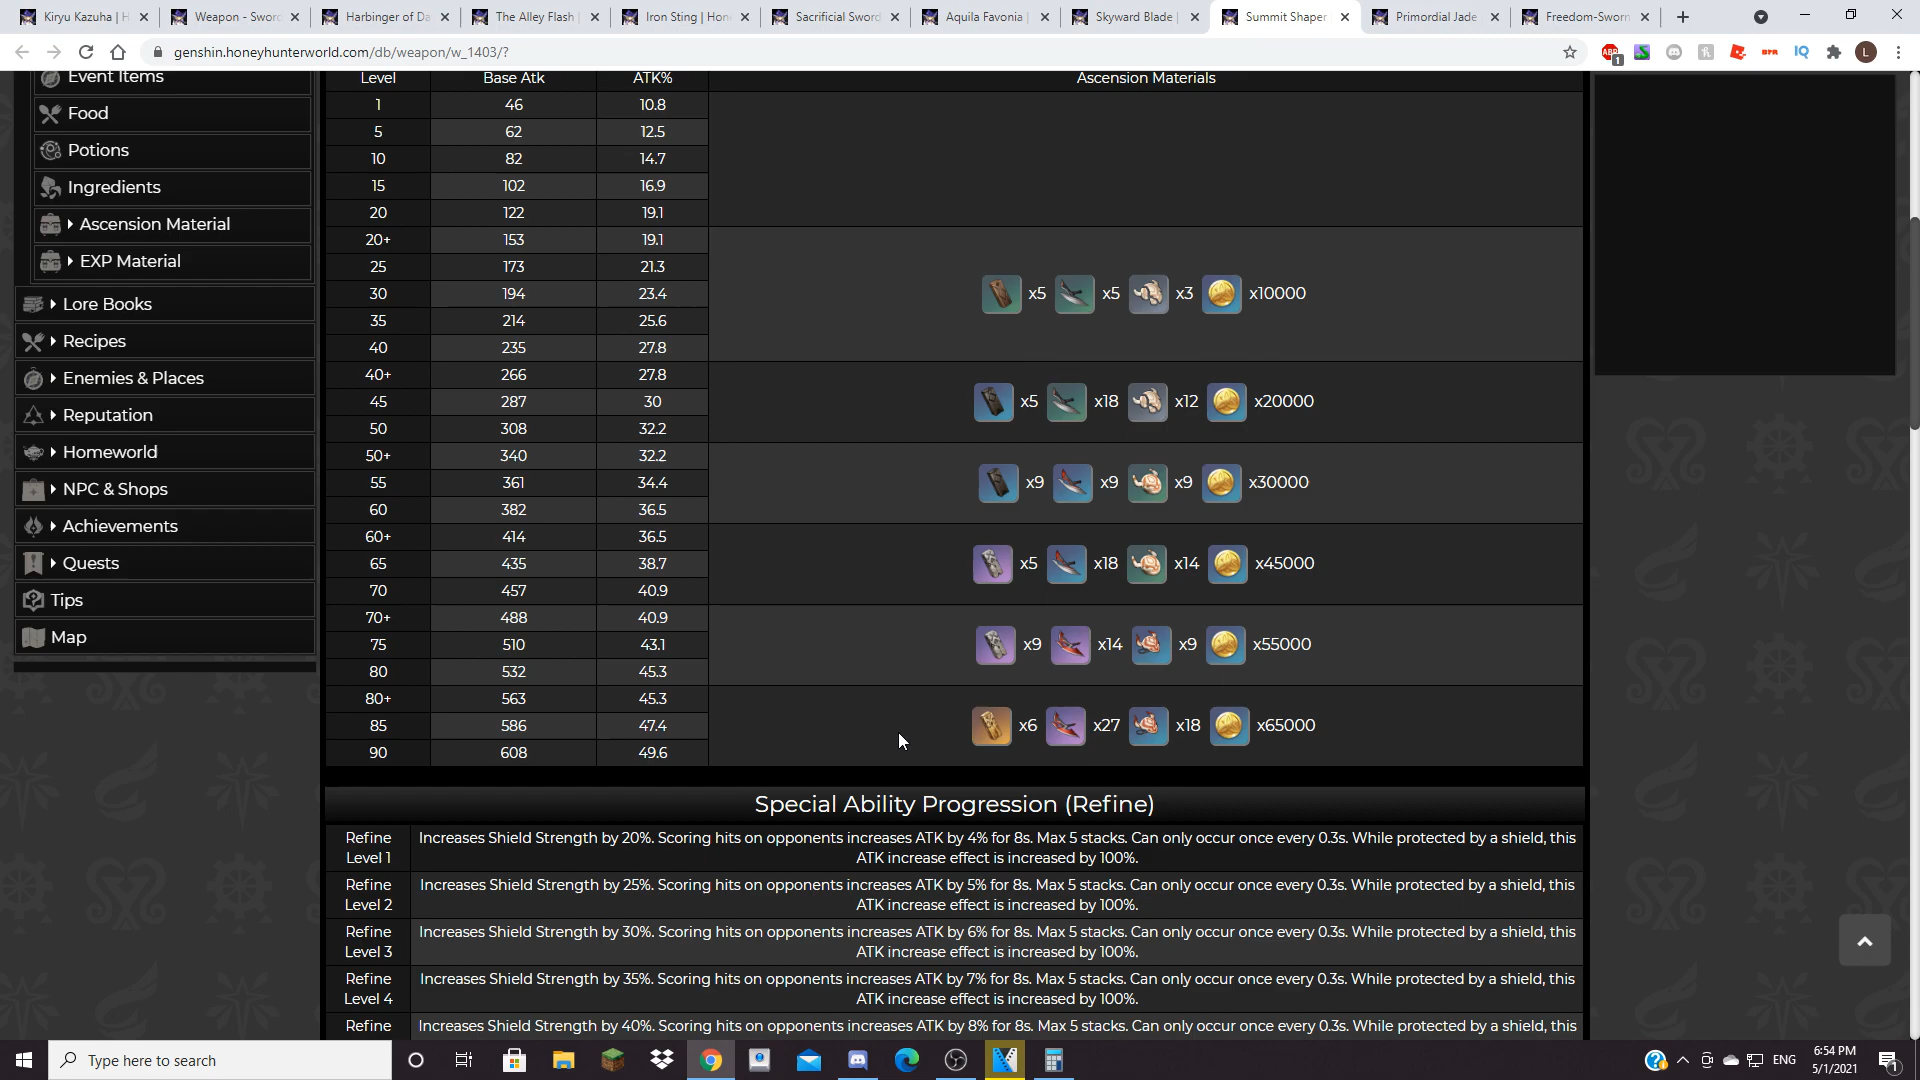 Kiryu Kazuha | H
Weapon - Sword
Harbinger of Da
The Alley Flash |
Iron Sting | Hone
Sacrificial Sword
Aquila Favonia |
Skyward Blade |
Summit Shaper
Primordial Jade
Freedom-Sworn
genshin.honeyhunterworld.com/db/weapon/w_1403/?
Event Items
Food
Potions
Ingredients
Ascension Material
EXP Material
Lore Books
Recipes
Enemies & Places
Reputation
Homeworld
NPC & Shops
Achievements
Quests
Tips
Map
Level Base Atk ATK% Ascension Materials
1 46 10.8
5 62 12.5
10 82 14.7
15 102 16.9
20 122 19.1
20+ 153 19.1
25 173 21.3
30 194 23.4 x5 x5 x3 x10000
35 214 25.6
40 235 27.8
40+ 266 27.8
45 287 30 x5 x18 x12 x20000
50 308 32.2
50+ 340 32.2
55 361 34.4 x9 x9 x9 x30000
60 382 36.5
60+ 414 36.5
65 435 38.7 x5 x18 x14 x45000
70 457 40.9
70+ 488 40.9
75 510 43.1 x9 x14 x9 x55000
80 532 45.3
80+ 563 45.3
85 586 47.4 x6 x27 x18 x65000
90 608 49.6
Special Ability Progression (Refine)
Refine Level 1 Increases Shield Strength by 20%. Scoring hits on opponents increases ATK by 4% for 8s. Max 5 stacks. Can only occur once every 0.3s. While protected by a shield, this
ATK increase effect is increased by 100%.
Refine Level 2 Increases Shield Strength by 25%. Scoring hits on opponents increases ATK by 5% for 8s. Max 5 stacks. Can only occur once every 0.3s. While protected by a shield, this
ATK increase effect is increased by 100%.
Refine Level 3 Increases Shield Strength by 30%. Scoring hits on opponents increases ATK by 6% for 8s. Max 5 stacks. Can only occur once every 0.3s. While protected by a shield, this
ATK increase effect is increased by 100%.
Refine Level 4 Increases Shield Strength by 35%. Scoring hits on opponents increases ATK by 7% for 8s. Max 5 stacks. Can only occur once every 0.3s. While protected by a shield, this
ATK increase effect is increased by 100%.
Refine Increases Shield Strength by 40%. Scoring hits on opponents increases ATK by 8% for 8s. Max 5 stacks. Can only occur once every 0.3s. While protected by a shield, this
Type here to search
ENG
6:54 PM
5/1/2021